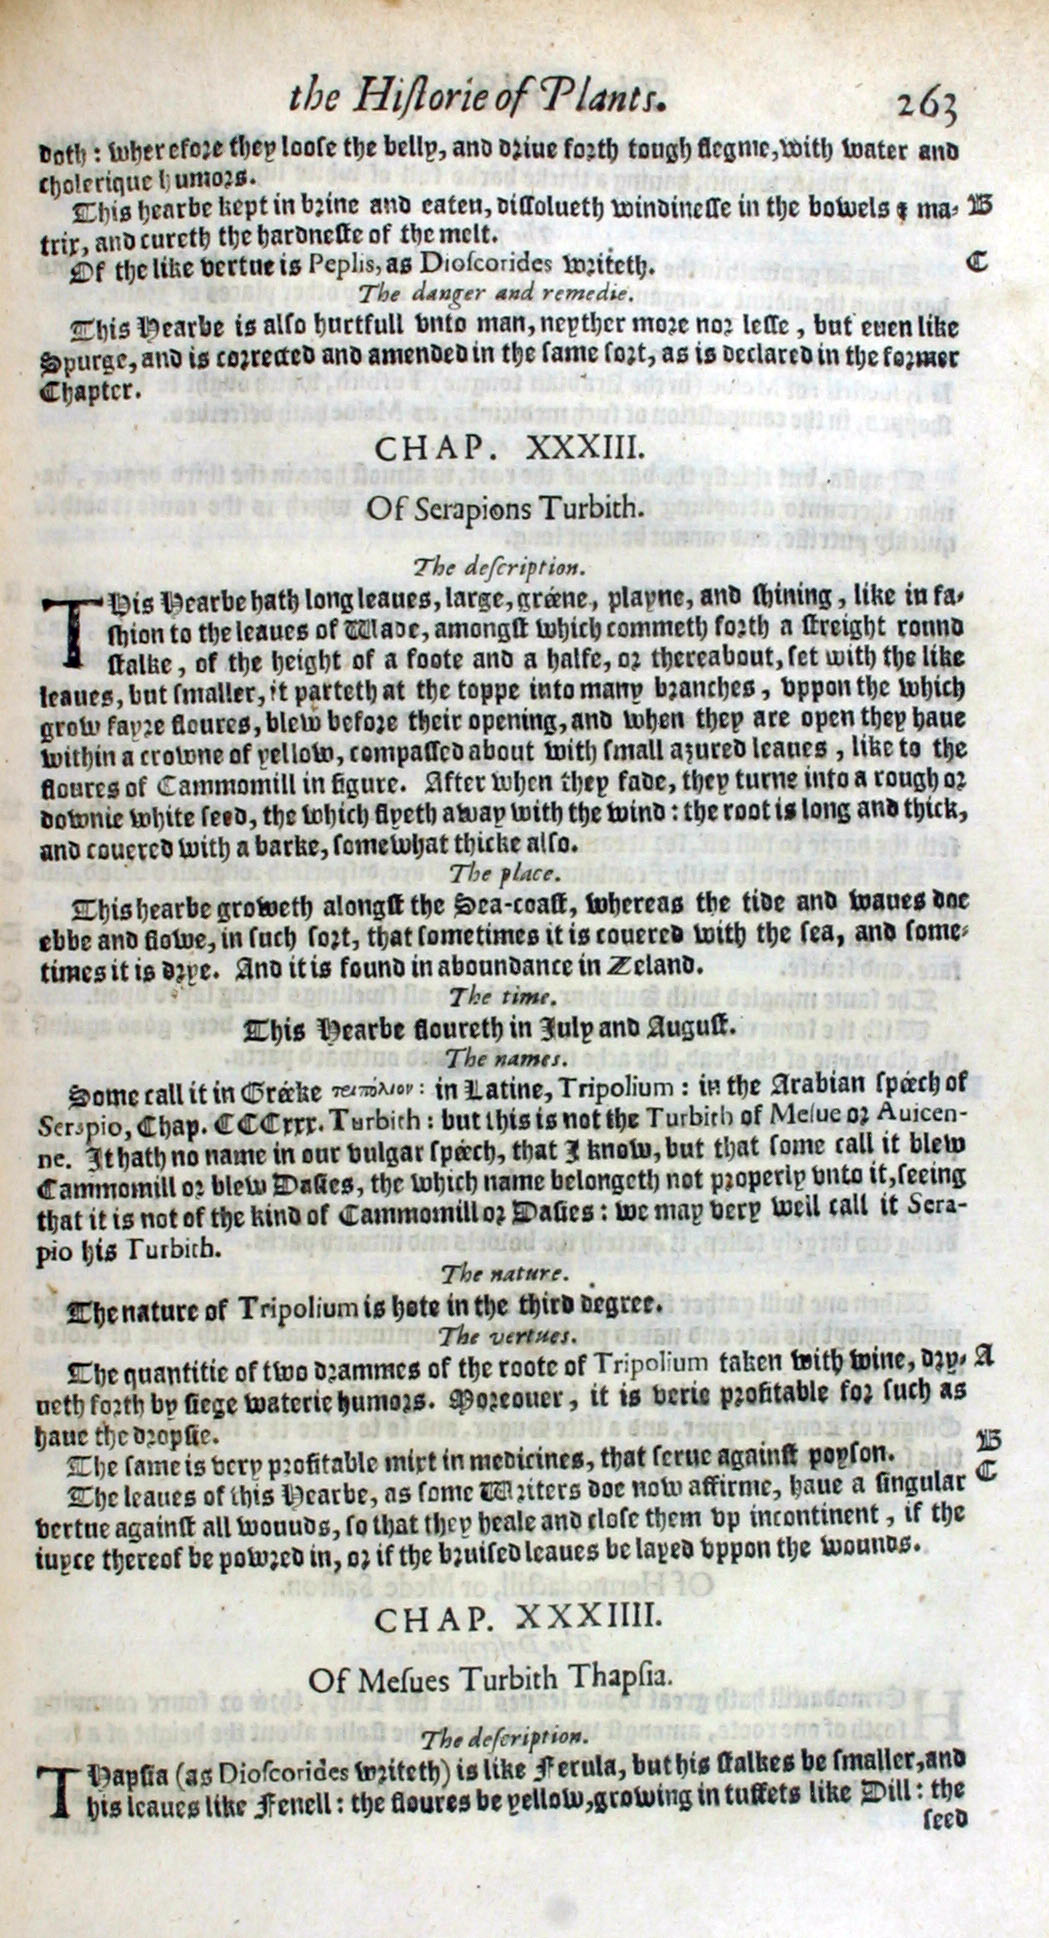 the Hiſtorie of Plants. 263
doth : wherefore they looſe the belly, and driue forth tough flegme, with water and
cholerique humors.
This hearbe kept in brine and eaten, diſſolueth windineſſe in the bowels & ma- B
trix, and cureth the hardneſſe of the melt.
Of the like vertue is Peplis, as Dioſcorides writeth. C
The danger and remedie.
This Hearbe is alſo hurtfull vnto man, neyther more nor leſſe, but euen like
Spurge, and is corrected and amended in the ſame ſort, as is declared in the former
Chapter.
CHAP. XXXIII.
Of Serapions Turbith.
The deſcription.
THis Hearbe hath long leaues, large, greene, playne, and ſhining, like in fa-
ſhion to the leaues of Wade, amongſt which commeth forth a ſtreight round
ſtalke, of the height of a foote and a halfe, or thereabout, ſet with the like
leaues, but ſmaller, it parteth at the toppe into many branches, vppon the which
grow fayre floures, blew before their opening, and when they are open they haue
within a crowne of yellow, compaſſed about with ſmall azured leaues, like to the
floures of Cammomill in figure. After when they fade, they turne into a rough or
downie white ſeed, the which flyeth away with the wind : the root is long and thick,
and couered with a barke, ſomewhat thicke alſo.
The place.
This hearbe groweth alongſt the Sea-coaſt, whereas the tide and waues doe
ebbe and flowe, in ſuch ſort, that ſometimes it is couered with the ſea, and ſome-
times it is drye. And it is found in aboundance in Zeland.
The time.
This Hearbe floureth in July and Auguſt.
The names.
Some call it in Greeke τριπόλιον : in Latine, Tripolium : in the Arabian ſpeech of
Serapio, Chap. CCCxxx. Turbith : but this is not the Turbith of Meſue or Auicen-
ne. It hath no name in our vulgar ſpeech, that I know, but that ſome call it blew
Cammomill or blew Daſies, the which name belongeth not properly vnto it, ſeeing
that it is not of the kind of Cammomill or Daſies : we may very well call it Sera-
pio his Turbith.
The nature.
The nature of Tripolium is hote in the third degree.
The vertues.
The quantitie of two drammes of the roote of Tripolium taken with wine, dry- A
ueth forth by ſiege waterie humors. Moreouer, it is verie profitable for ſuch as
haue the dropſie.
The ſame is very profitable mixt in medicines, that ſerue againſt poyſon. B
The leaues of this Hearbe, as ſome Writers doe now affirme, haue a ſingular C
vertue againſt all wouuds, ſo that they heale and cloſe them vp incontinent, if the
iuyce thereof be powred in, or if the bruiſed leaues be layed vppon the wounds.
CHAP. XXXIIII.
Of Meſues Turbith Thapſia.
The deſcription.
THapſia (as Dioſcorides writeth) is like Ferula, but his ſtalkes be ſmaller, and
his leaues like Fenell : the floures be yellow, growing in tuffets like Dill : the
ſeed